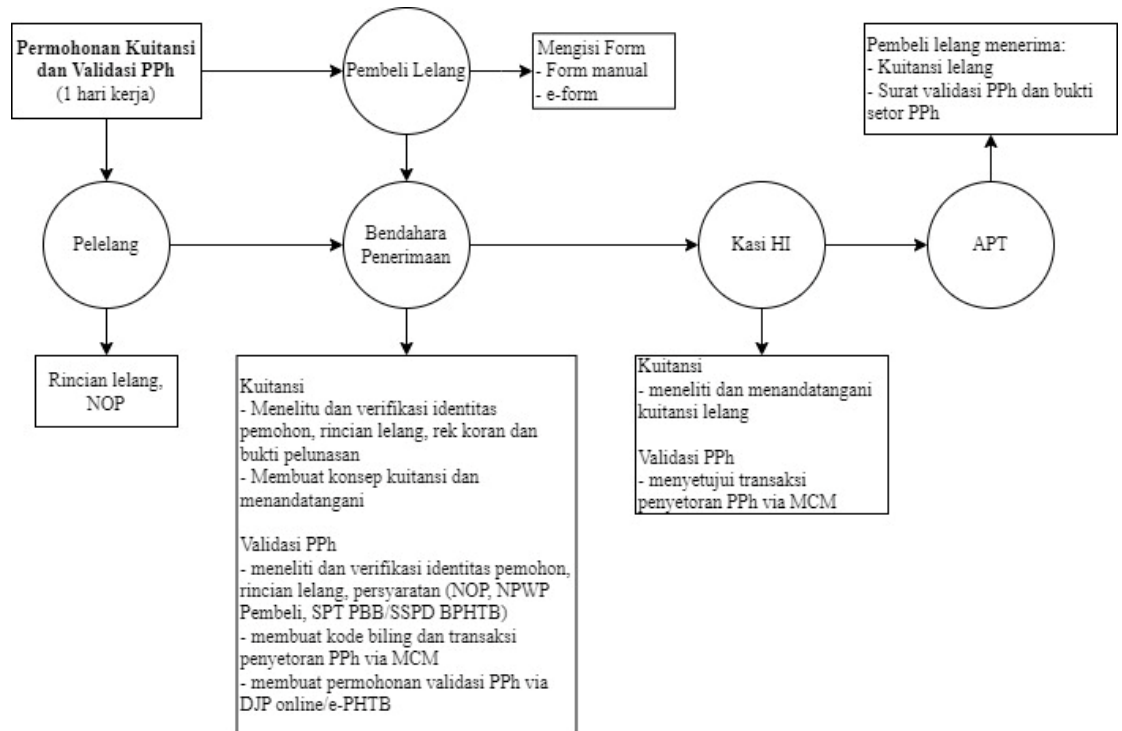 Permohonan Kuitansi
dan Validasi PPh
(1 hari kerja)
Pembeli Lelang
Mengisi Form
- Form manual
- e-form
Pembeli lelang menerima:
- Kuitansi lelang
- Surat validasi PPh dan bukti
setor PPh
Pelelang
Bendahara
Penerimaan
Kasi HI
APT
Rincian lelang,
NOP
Kuitansi
- Menelitu dan verifikasi identitas
pemohon, rincian lelang, rek koran dan
bukti pelunasan
- Membuat konsep kuitansi dan
menandatangani
Validasi PPh
- meneliti dan verifikasi identitas pemohon,
rincian lelang, persyaratan (NOP, NPWP
Pembeli, SPT PBB/SSPD BPHTB)
- membuat kode biling dan transaksi
penyetoran PPh via MCM
- membuat permohonan validasi PPh via
DJP online/e-PHTB
Kuitansi
- meneliti dan menandatangani
kuitansi lelang
Validasi PPh
- menyetujui transaksi
penyetoran PPh via MCM